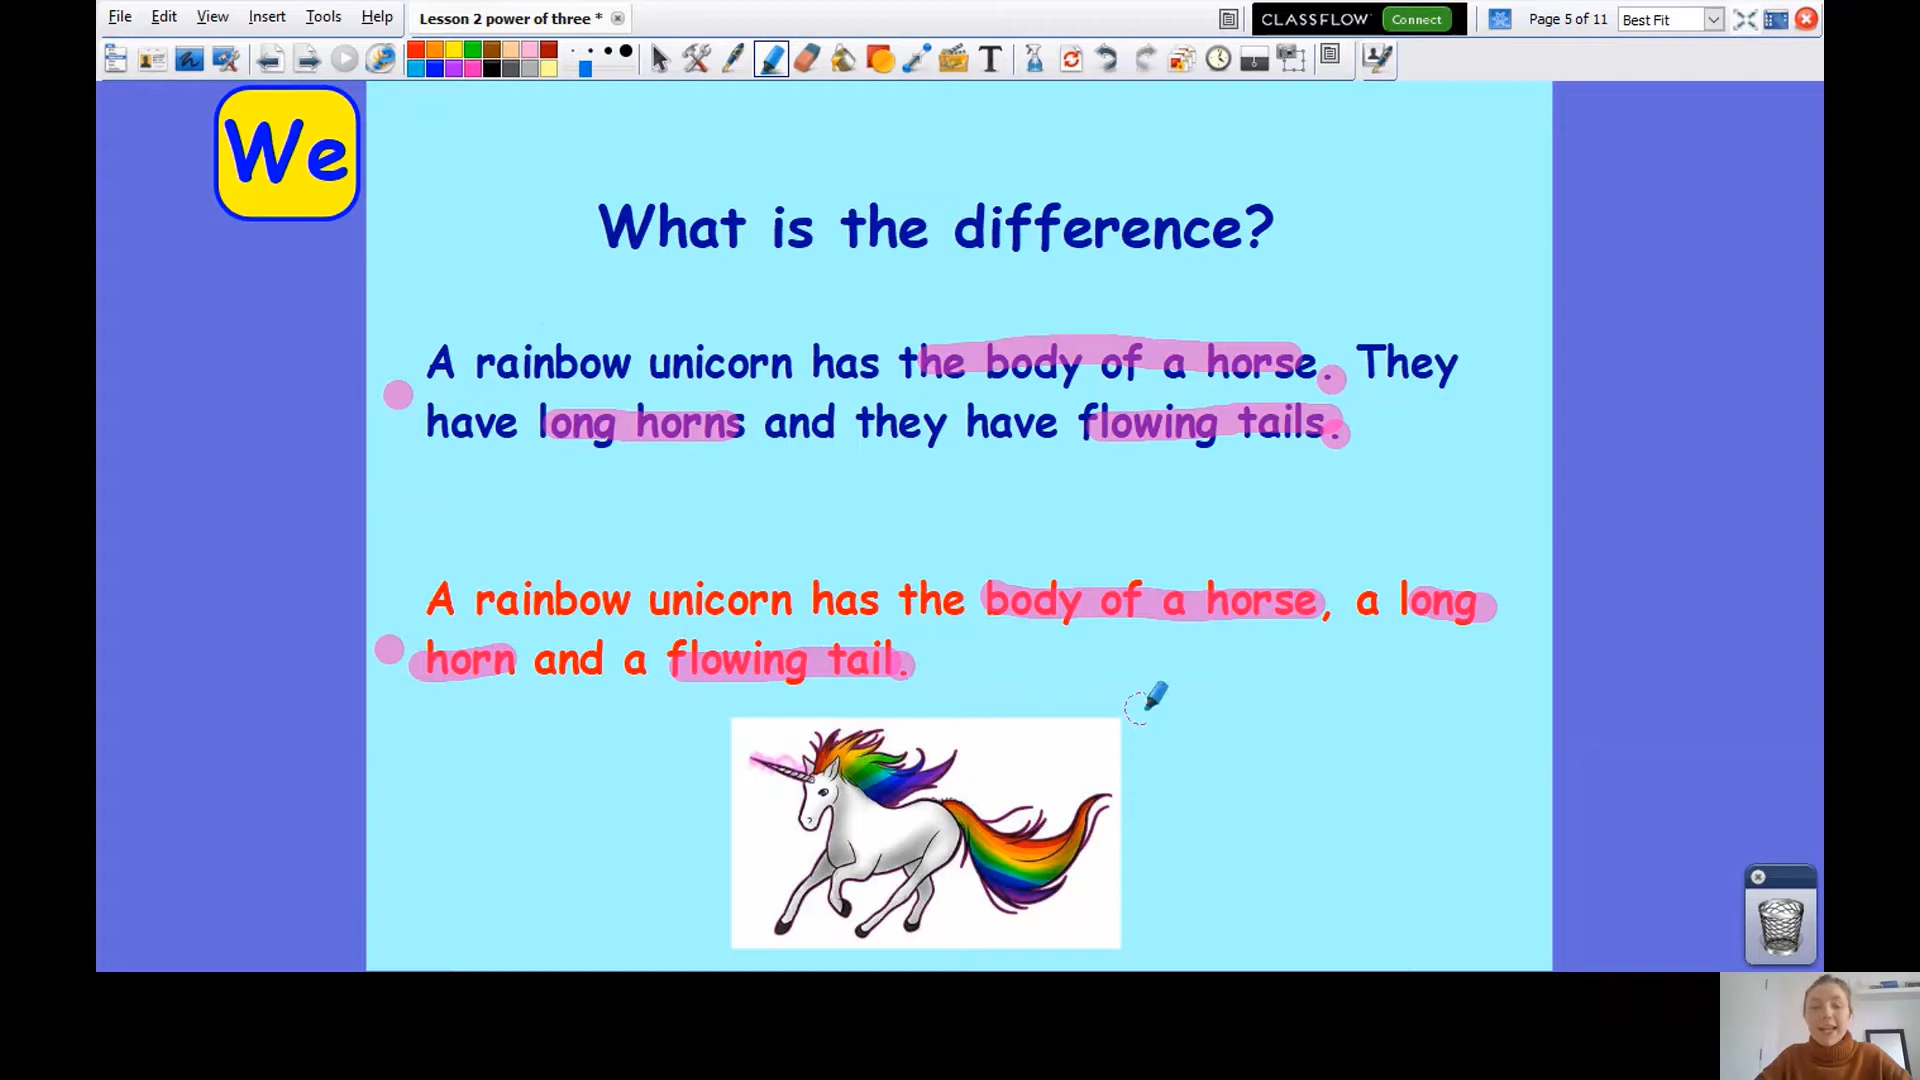 File Edit View Insert Tools Help
Lesson 2 power of three *
CLASSFLOW Connect
Page 5 of 11
Best Fit
T
We
What is the difference?
A rainbow unicorn has the body of a horse. They
have long horns and they have flowing tails.
A rainbow unicorn has the body of a horse, a long
horn and a flowing tail.